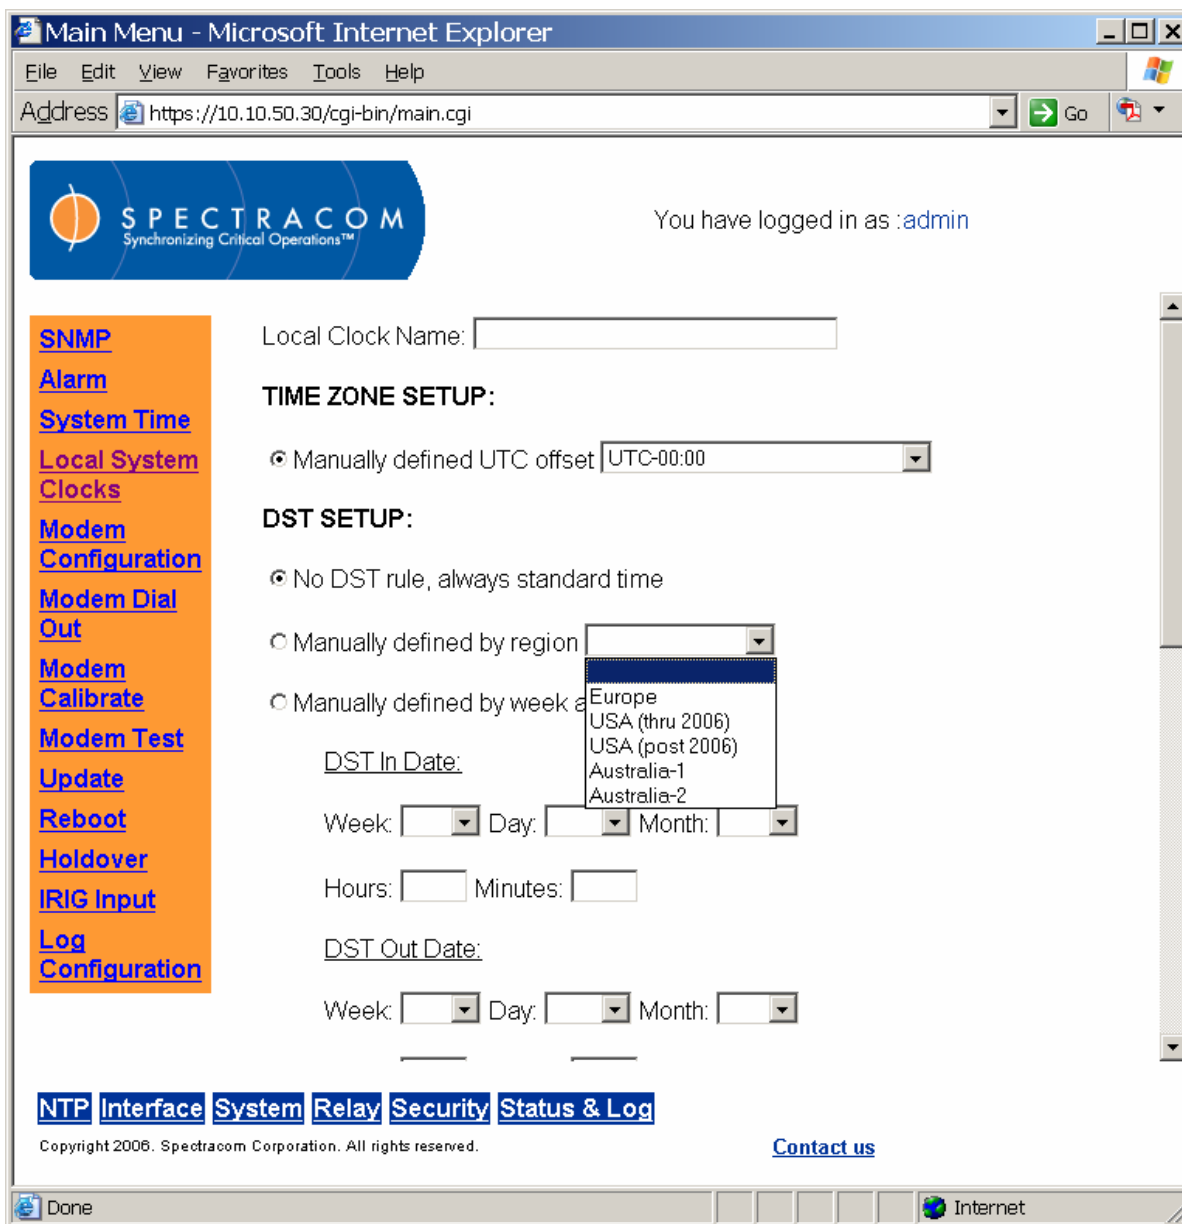 Main Menu - Microsoft Internet Explorer
File Edit View Favorites Tools Help
Address https://10.10.50.30/cgi-bin/main.cgi Go
SPECTRACOM
Synchronizing Critical Operations™
You have logged in as :admin
SNMP
Alarm
System Time
Local System
Clocks
Modem
Configuration
Modem Dial
Out
Modem
Calibrate
Modem Test
Update
Reboot
Holdover
IRIG Input
Log
Configuration
Local Clock Name:
TIME ZONE SETUP:
Manually defined UTC offset UTC-00:00
DST SETUP:
No DST rule, always standard time
Manually defined by region
Europe
USA (thru 2006)
USA (post 2006)
Australia-1
Australia-2
Manually defined by week a
DST In Date:
Week: Day: Month:
Hours: Minutes:
DST Out Date:
Week: Day: Month:
NTP Interface System Relay Security Status & Log
Copyright 2006. Spectracom Corporation. All rights reserved.
Contact us
Done Internet